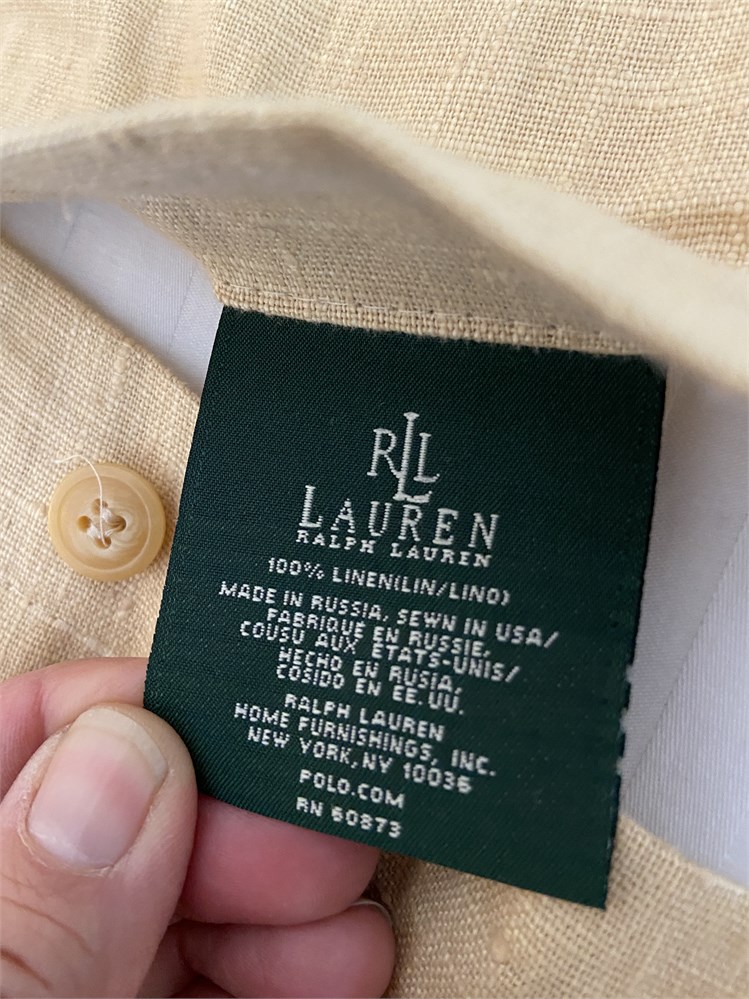 RLL
LAUREN
RALPH LAUREN
100% LINEN(LIN/LINO)
MADE IN RUSSIA, SEWN IN USA/
FABRIQUÉ EN RUSSIE,
COUSU AUX ÉTATS-UNIS/
HECHO EN RUSIA,
COSIDO EN EE.UU.
RALPH LAUREN
HOME FURNISHINGS, INC.
NEW YORK, NY 10036
POLO.COM
RN 60873